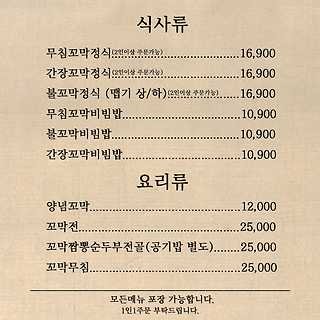 식사류
무침꼬막정식(2인이상 주문가능)........16,900
간장꼬막정식(2인이상 주문가능)........16,900
불꼬막정식 (맵기 상/하)(2인이상 주문가능)........16,900
무침꼬막비빔밥........10,900
불꼬막비빔밥........10,900
간장꼬막비빔밥........10,900
요리류
양념꼬막........12,000
꼬막전........25,000
꼬막짬뽕순두부전골(공기밥 별도)........25,000
꼬막무침........25,000
모든메뉴 포장 가능합니다.
1인1주문 부탁드립니다.